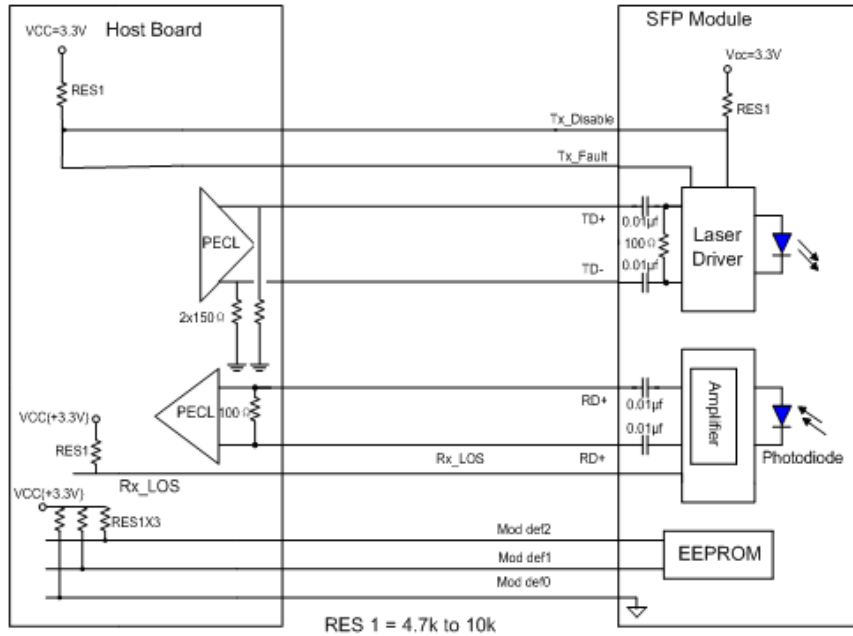 Host Board
SFP Module
VCC=3.3V
Vcc=3.3V
RES1
RES1
Tx_Disable
Tx_Fault
PECL
TD+
0.01µf
100Ω
Laser
Driver
TD-
0.01µf
2x150Ω
PECL
100Ω
RD+
0.01µf
Amplifier
VCC(+3.3V)
0.01µf
RES1
Rx_LOS
RD+
Photodiode
Rx_LOS
VCC(+3.3V)
RES1X3
Mod def2
Mod def1
EEPROM
Mod def0
RES 1 = 4.7k to 10k